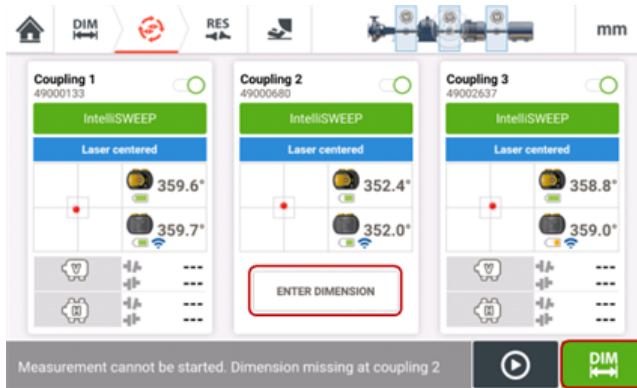 DIM RES mm
Coupling 1 Coupling 2 Coupling 3
49000133 49000680 49002637
IntelliSWEEP IntelliSWEEP IntelliSWEEP
Laser centered Laser centered Laser centered
359.6° 352.4° 358.8°
359.7° 352.0° 359.0°
V --- V ---
---  ---
ENTER DIMENSION
H --- H ---
--- ---
Measurement cannot be started. Dimension missing at coupling 2 DIM